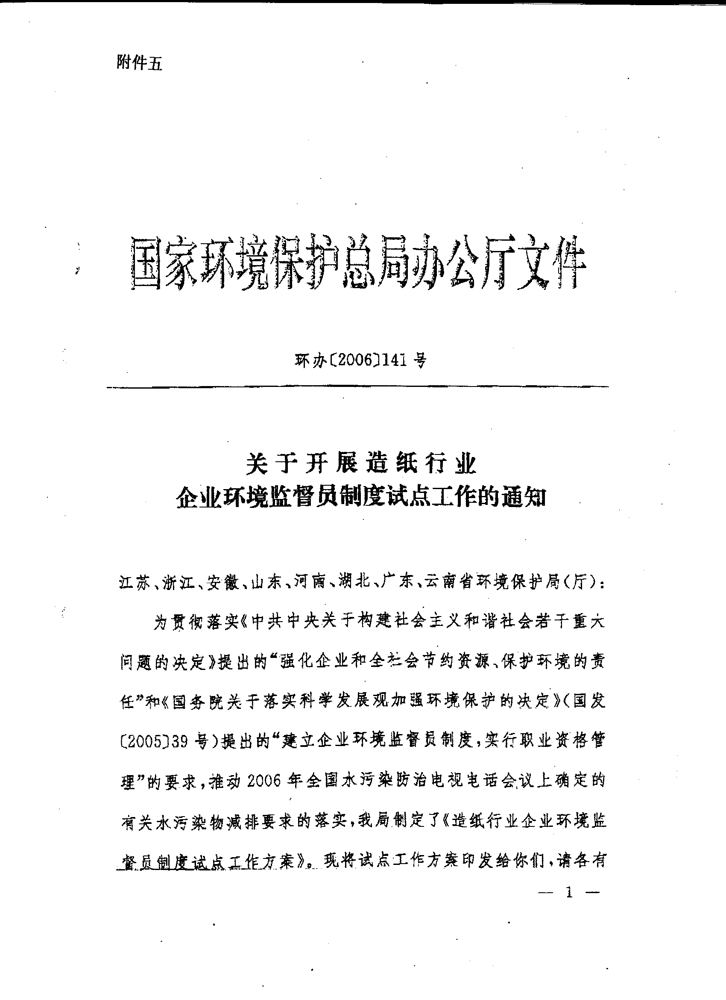 附件五
国家环境保护总局办公厅文件
环办〔2006〕141 号
关于开展造纸行业
企业环境监督员制度试点工作的通知
江苏、浙江、安徽、山东、河南、湖北、广东、云南省环境保护局(厅):
为贯彻落实《中共中央关于构建社会主义和谐社会若干重大
问题的决定》提出的“强化企业和全社会节约资源、保护环境的责
任”和《国务院关于落实科学发展观加强环境保护的决定》(国发
〔2005〕39 号)提出的“建立企业环境监督员制度,实行职业资格管
理”的要求,推动 2006 年全国水污染防治电视电话会议上确定的
有关水污染物减排要求的落实,我局制定了《造纸行业企业环境监
督员制度试点工作方案》。现将试点工作方案印发给你们,请各有
— 1 —